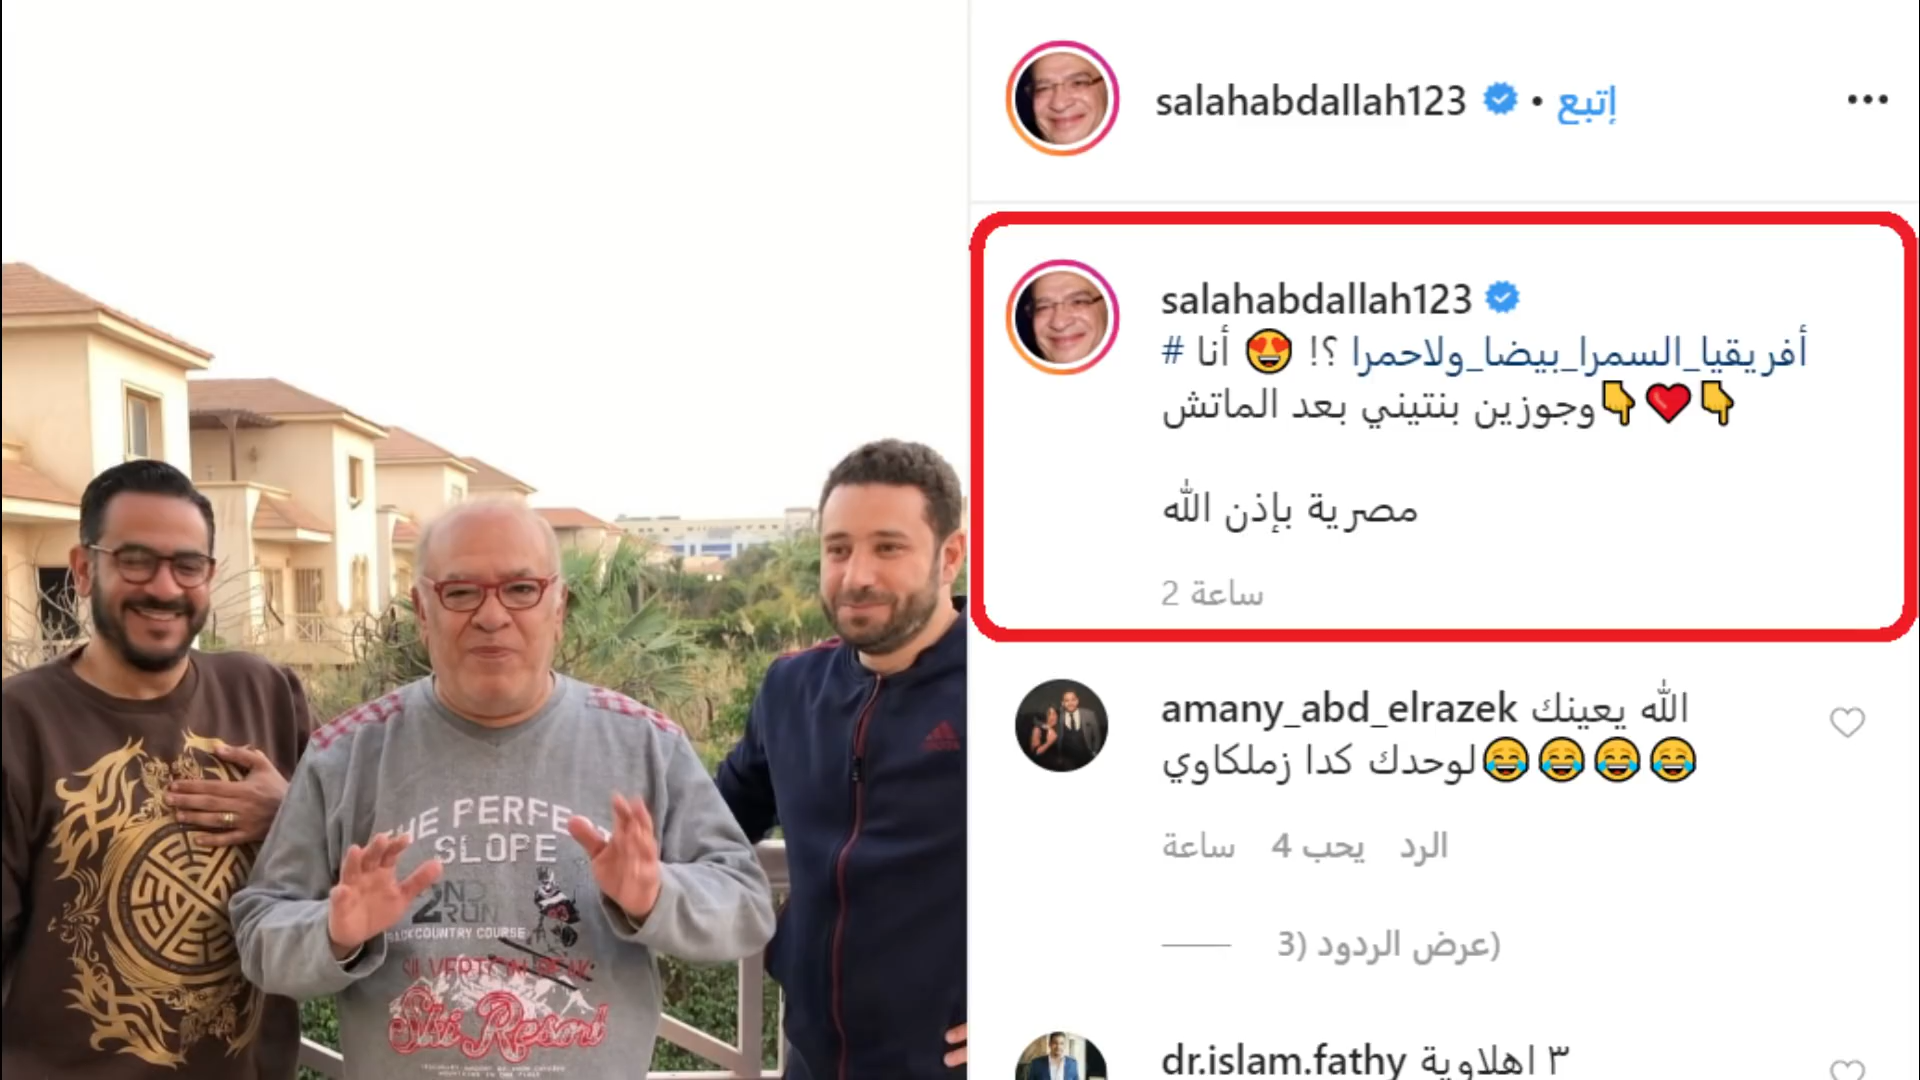 salahabdallah123 • إتبع
salahabdallah123
# أفريقيا_السمرا_بيضا_ولاحمرا ؟! 😍 أنا
وجوزين بنتيني بعد الماتش👇❤️👇
مصرية بإذن الله
2 ساعة
amany_abd_elrazek الله يعينك
لوحدك كدا زملكاوي😂😂😂😂
ساعة 4 يحب الرد
(عرض الردود (3
dr.islam.fathy ٣ اهلاوية
THE PERFECT
SLOPE
2ND
RUN
BACKCOUNTRY COURSE
SILVERTON PEAK
Ski Resort